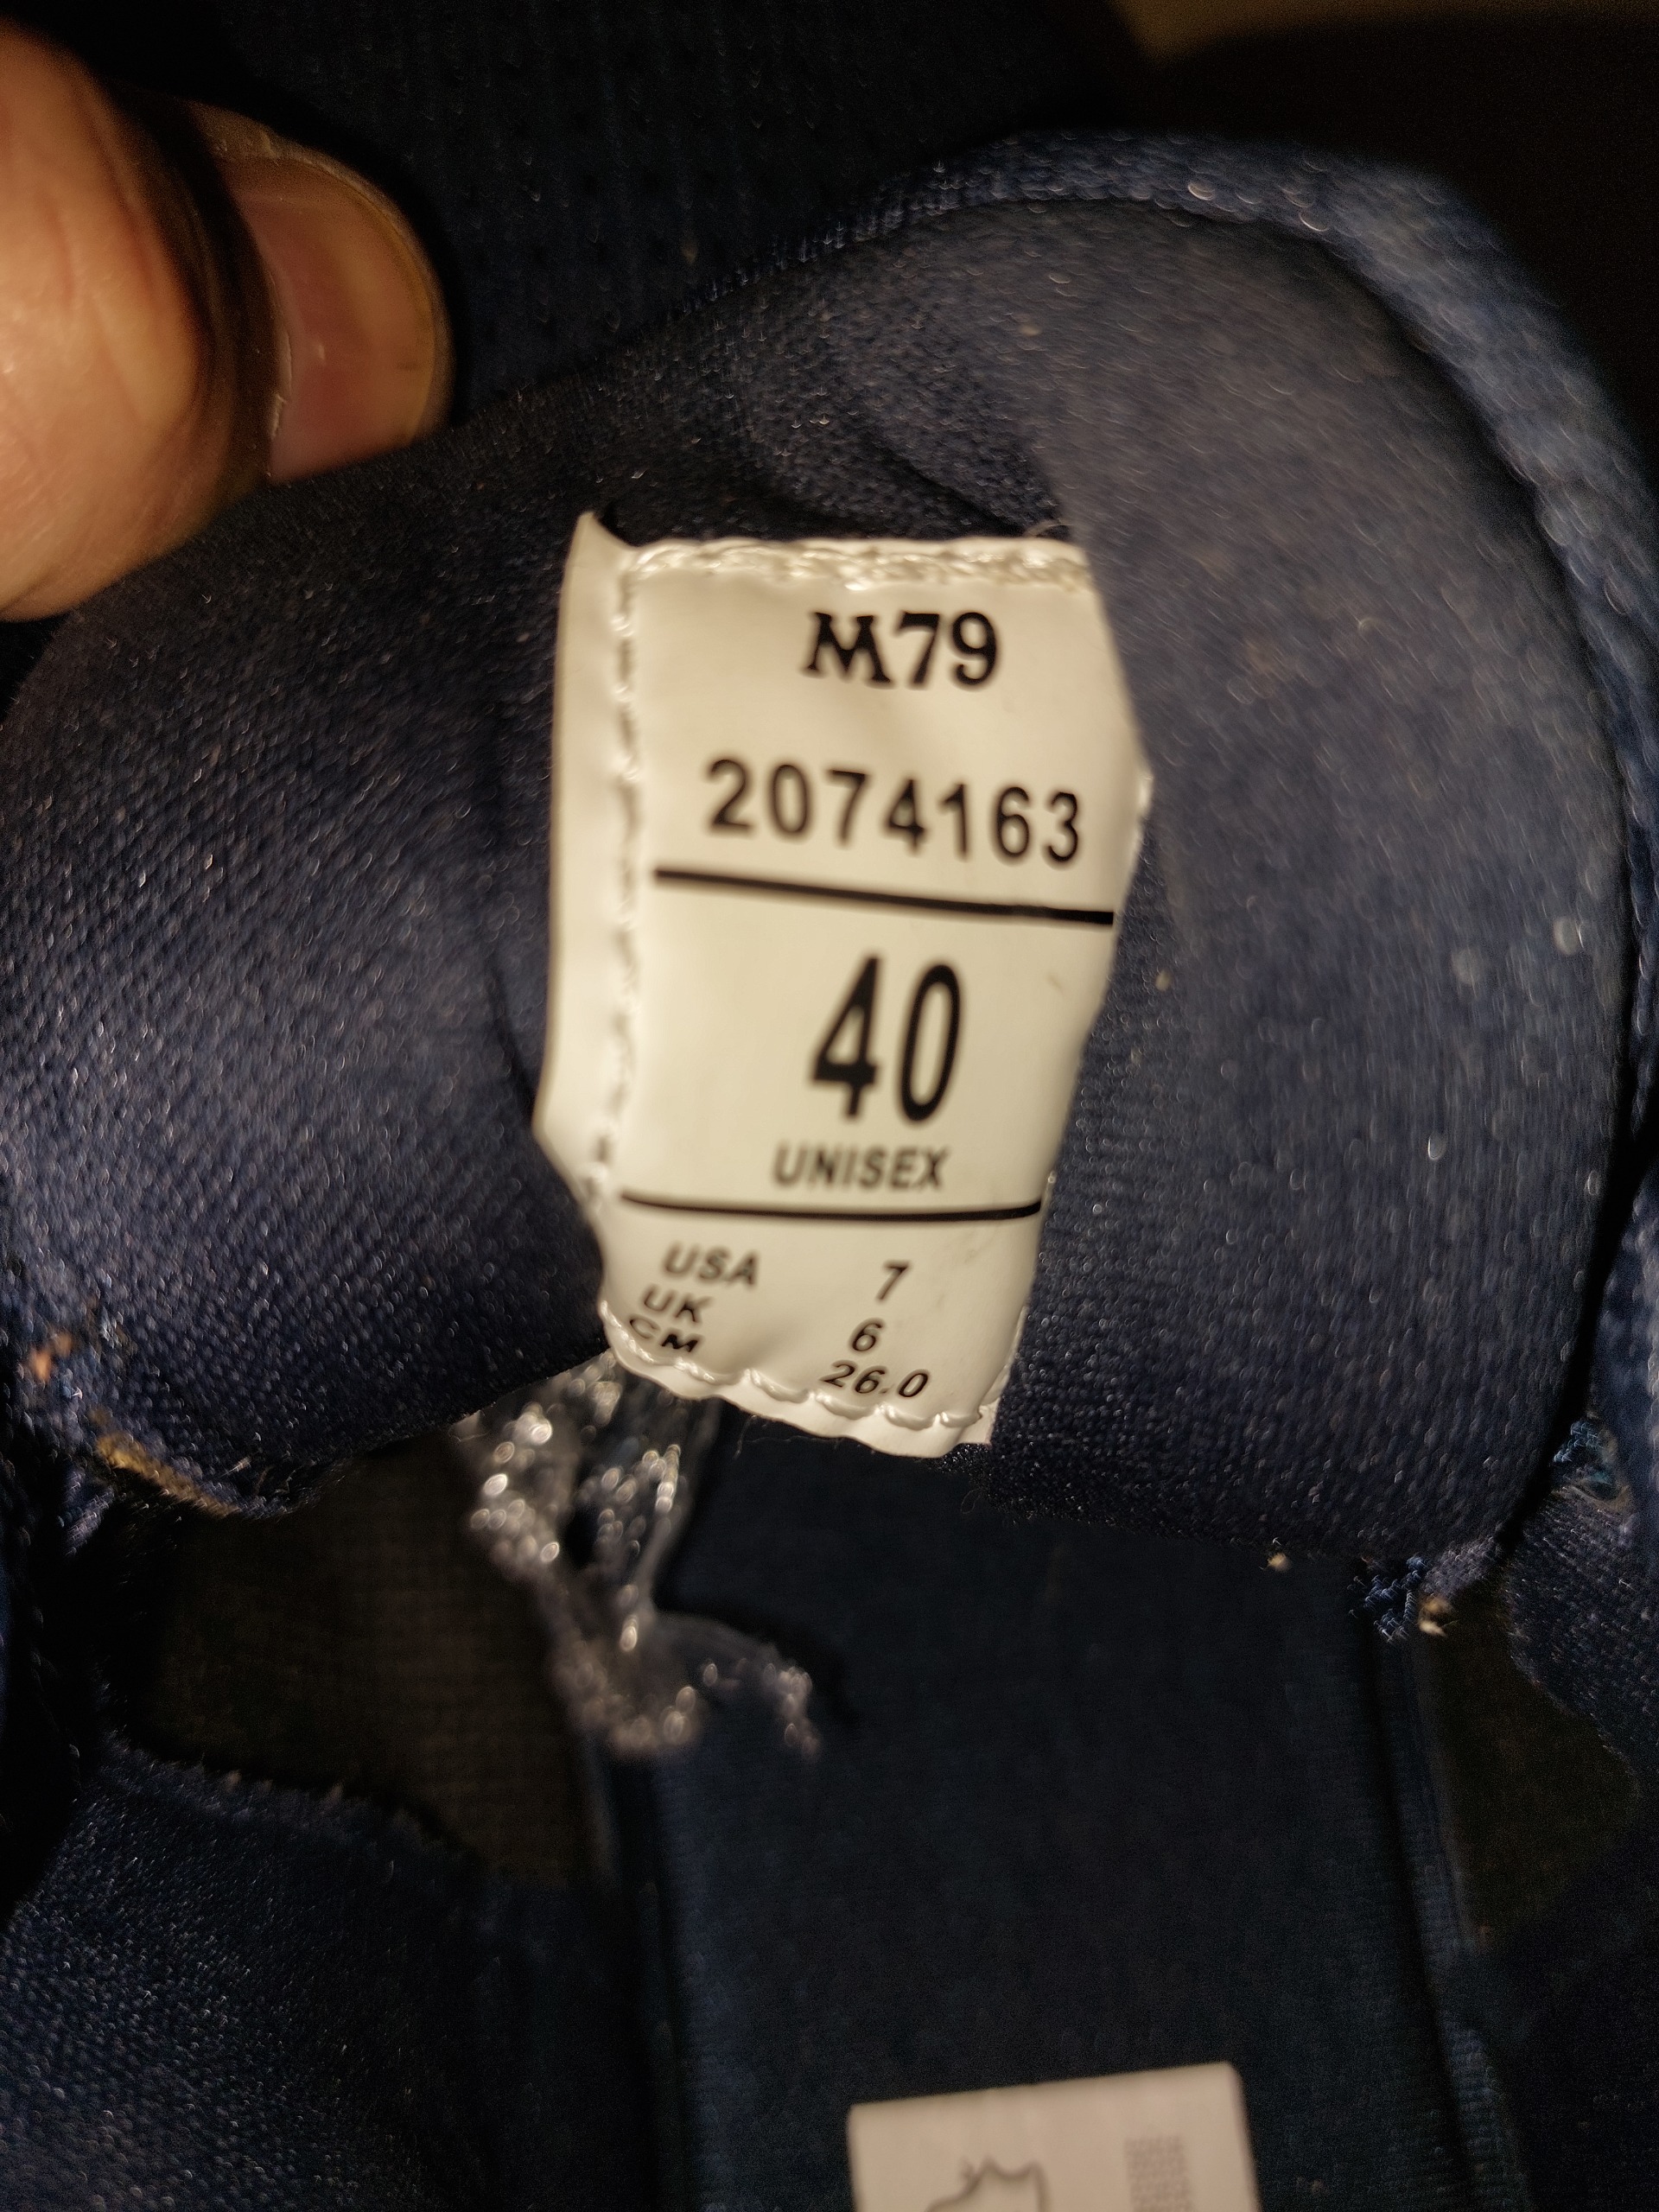 M79
2074163
40
UNISEX
USA 7
UK 6
CM 26.0